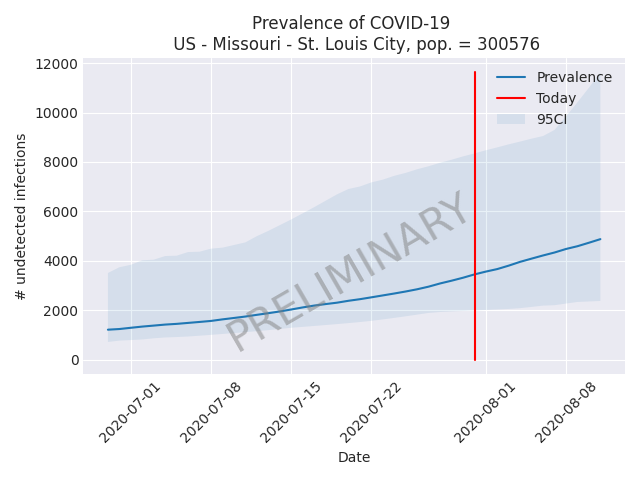 Prevalence of COVID-19
US - Missouri - St. Louis City, pop. = 300576
12000
10000
8000
6000
4000
2000
0
# undetected infections
Prevalence
Today
95CI
PRELIMINARY
2020-07-01
2020-07-08
2020-07-15
2020-07-22
2020-08-01
2020-08-08
Date